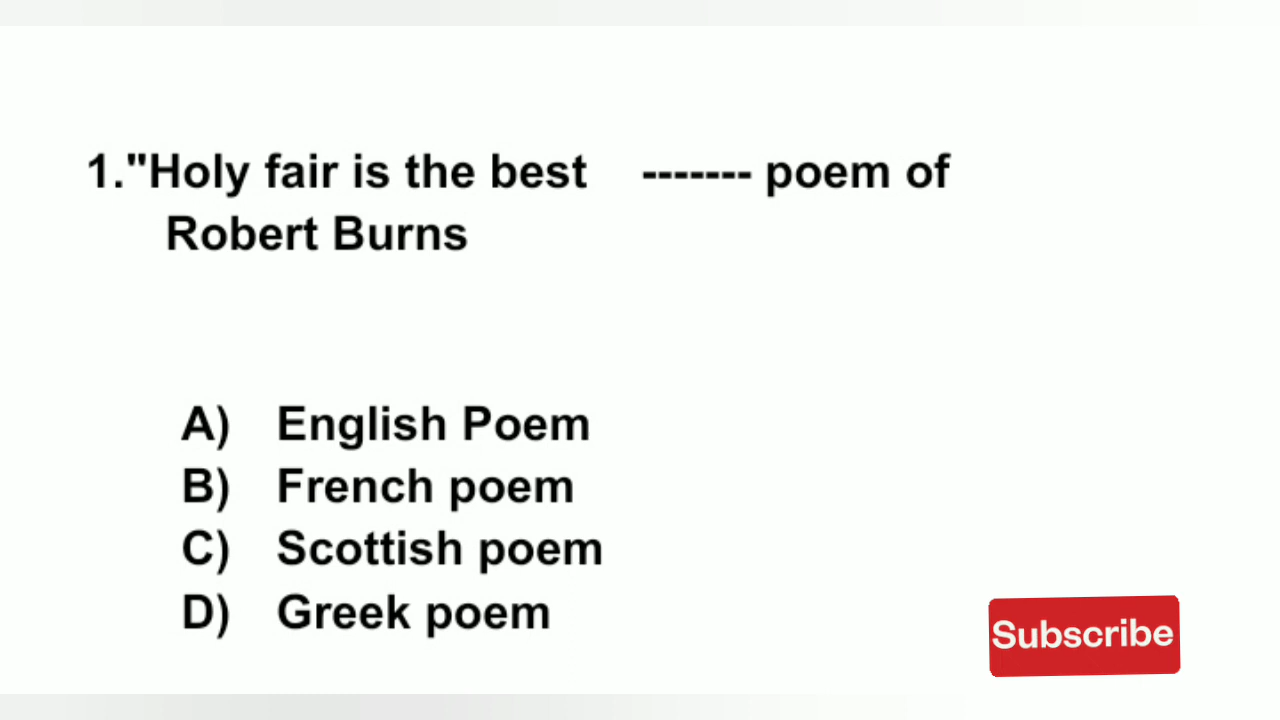 1."Holy fair is the best ------- poem of
Robert Burns
A) English Poem
B) French poem
C) Scottish poem
D) Greek poem
Subscribe